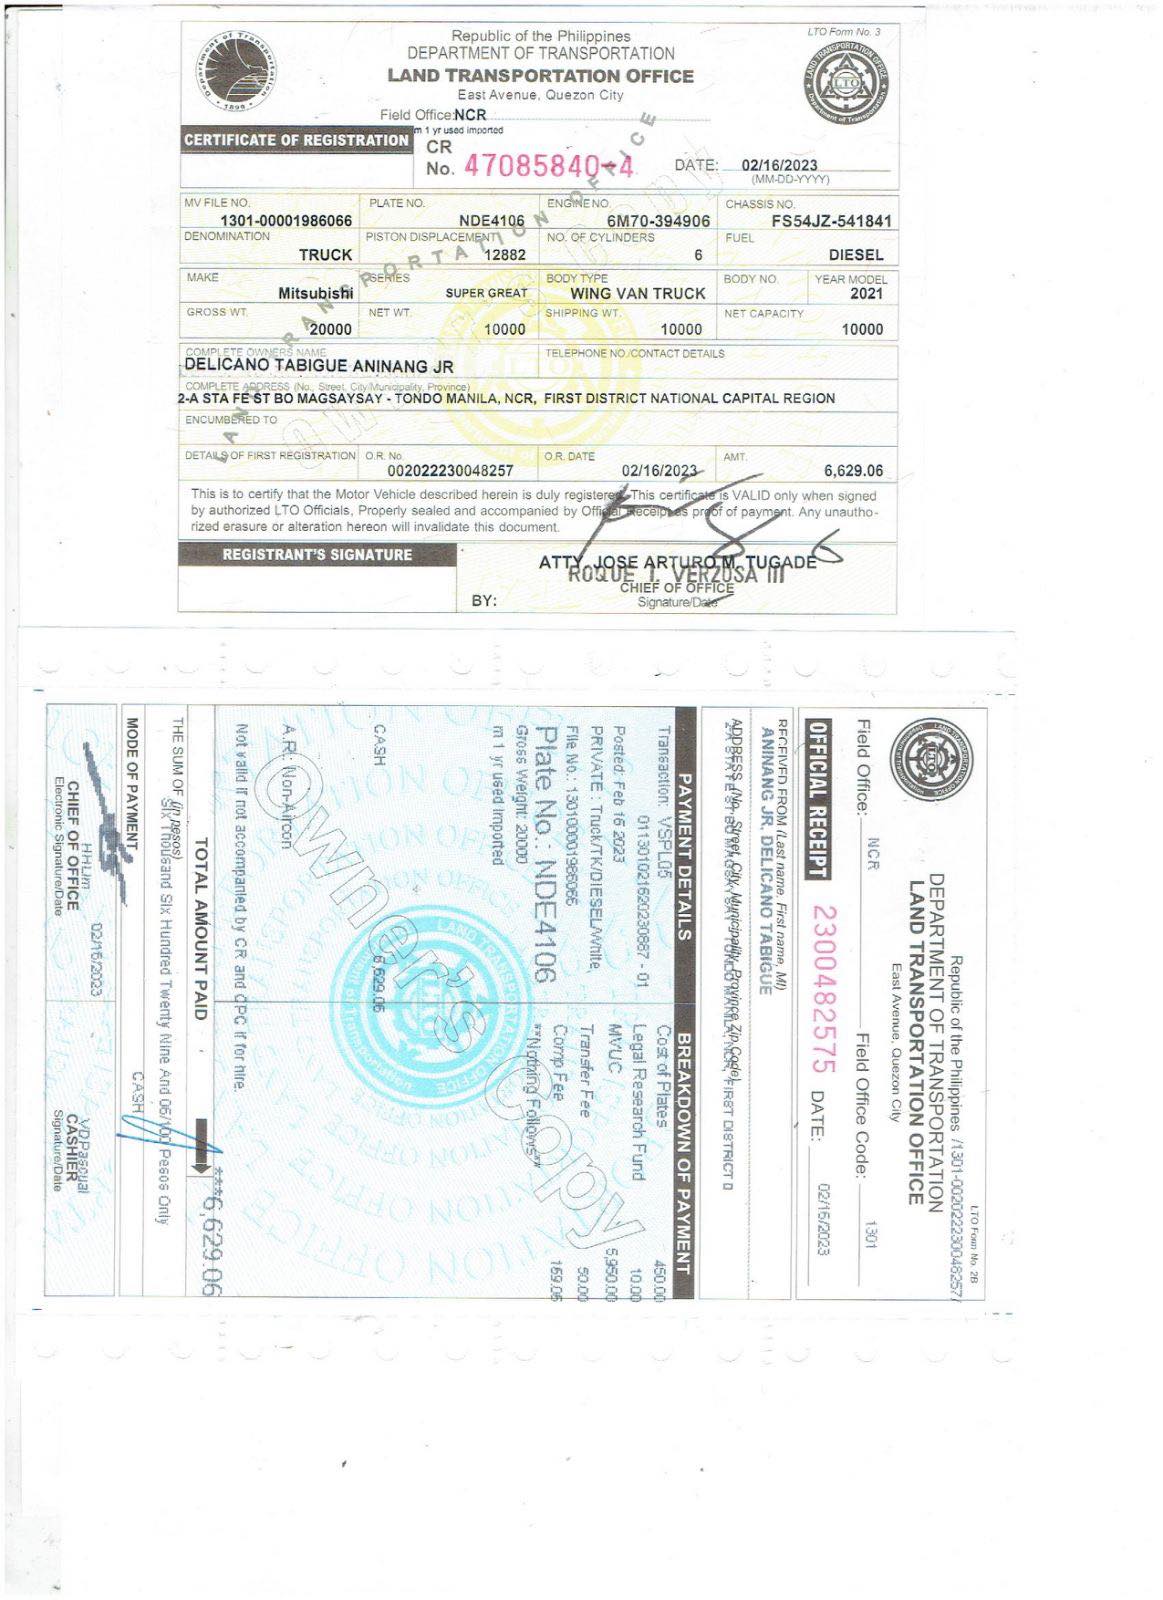 LTO Form No. 3
Republic of the Philippines
DEPARTMENT OF TRANSPORTATION
LAND TRANSPORTATION OFFICE
East Avenue, Quezon City
Field Office:NCR
m 1 yr used imported
CERTIFICATE OF REGISTRATION
CR
No. 47085840-4
DATE: 02/16/2023
(MM-DD-YYYY)
MV FILE NO. PLATE NO. ENGINE NO. CHASSIS NO.
1301-00001986066 NDE4106 6M70-394906 FS54JZ-541841
DENOMINATION PISTON DISPLACEMENT NO. OF CYLINDERS FUEL
TRUCK 12882 6 DIESEL
MAKE SERIES BODY TYPE BODY NO. YEAR MODEL
Mitsubishi SUPER GREAT WING VAN TRUCK 2021
GROSS WT. NET WT. SHIPPING WT. NET CAPACITY
20000 10000 10000 10000
COMPLETE OWNERS NAME TELEPHONE NO./CONTACT DETAILS
DELICANO TABIGUE ANINANG JR
COMPLETE ADDRESS (No., Street, City/Municipality, Province)
2-A STA FE ST BO MAGSAYSAY - TONDO MANILA, NCR, FIRST DISTRICT NATIONAL CAPITAL REGION
ENCUMBERED TO
DETAILS OF FIRST REGISTRATION O.R. No. O.R. DATE AMT.
002022230048257 02/16/2023 6,629.06
This is to certify that the Motor Vehicle described herein is duly registered. This certificate is VALID only when signed
by authorized LTO Officials, Properly sealed and accompanied by Official Receipt as proof of payment. Any unautho-
rized erasure or alteration hereon will invalidate this document.
REGISTRANT'S SIGNATURE
ATTY. JOSE ARTURO M. TUGADE
ROQUE I. VERZOSA III
CHIEF OF OFFICE
BY: Signature/Date
LAND TRANSPORTATION OFFICE
Owner's Copy
LTO Form No. 2B
Republic of the Philippines /1301-002022230048257/
DEPARTMENT OF TRANSPORTATION
LAND TRANSPORTATION OFFICE
East Avenue, Quezon City
Field Office: NCR Field Office Code: 1301
OFFICIAL RECEIPT 2300482575 DATE: 02/16/2023
RECEIVED FROM (Last name, First name, MI)
ANINANG JR. DELICANO TABIGUE
ADDRESS (No., Street, City, Municipality, Province Zip Code)
PAYMENT DETAILS BREAKDOWN OF PAYMENT
Transaction: VSPL05 Cost of Plates 450.00
Legal Research Fund 10.00
Posted: Feb 16 2023 MVUC 5,950.00
PRIVATE : Truck/TK/DIESEL/White, Transfer Fee 50.00
File No.: 130100001986066 Comp Fee 169.06
Plate No.: NDE4106 **Nothing Follows**
Gross Weight: 20000
m 1 yr used imported
CASH 6,629.06
A.R.: Non-Aircon
Not valid if not accompanied by CR and CPC if for hire.
TOTAL AMOUNT PAID ***6,629.06
THE SUM OF (in pesos)
Six Thousand Six Hundred Twenty Nine And 06/100 Pesos Only
MODE OF PAYMENT CASH
HHLim 02/16/2023 VDPascual
CHIEF OF OFFICE CASHIER
Electronic Signature/Date Signature/Date
Owner's Copy